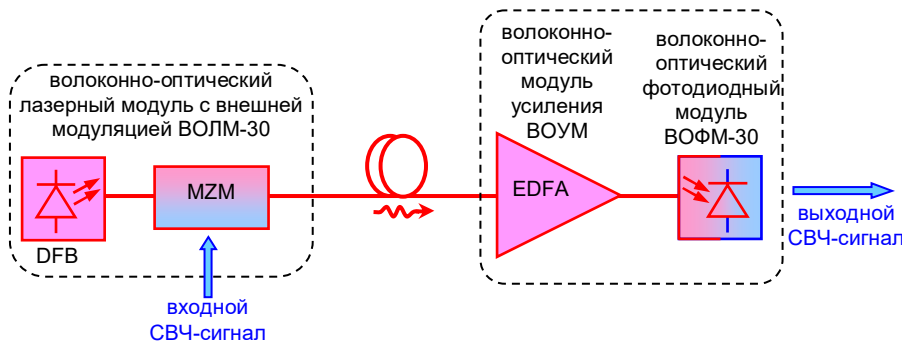 волоконно-оптический
лазерный модуль с внешней
модуляцией ВОЛМ-30
DFB
MZM
входной
СВЧ-сигнал
волоконно-
оптический
модуль
усиления
ВОУМ
EDFA
волоконно-
оптический
фотодиодный
модуль
ВОФМ-30
выходной
СВЧ-сигнал